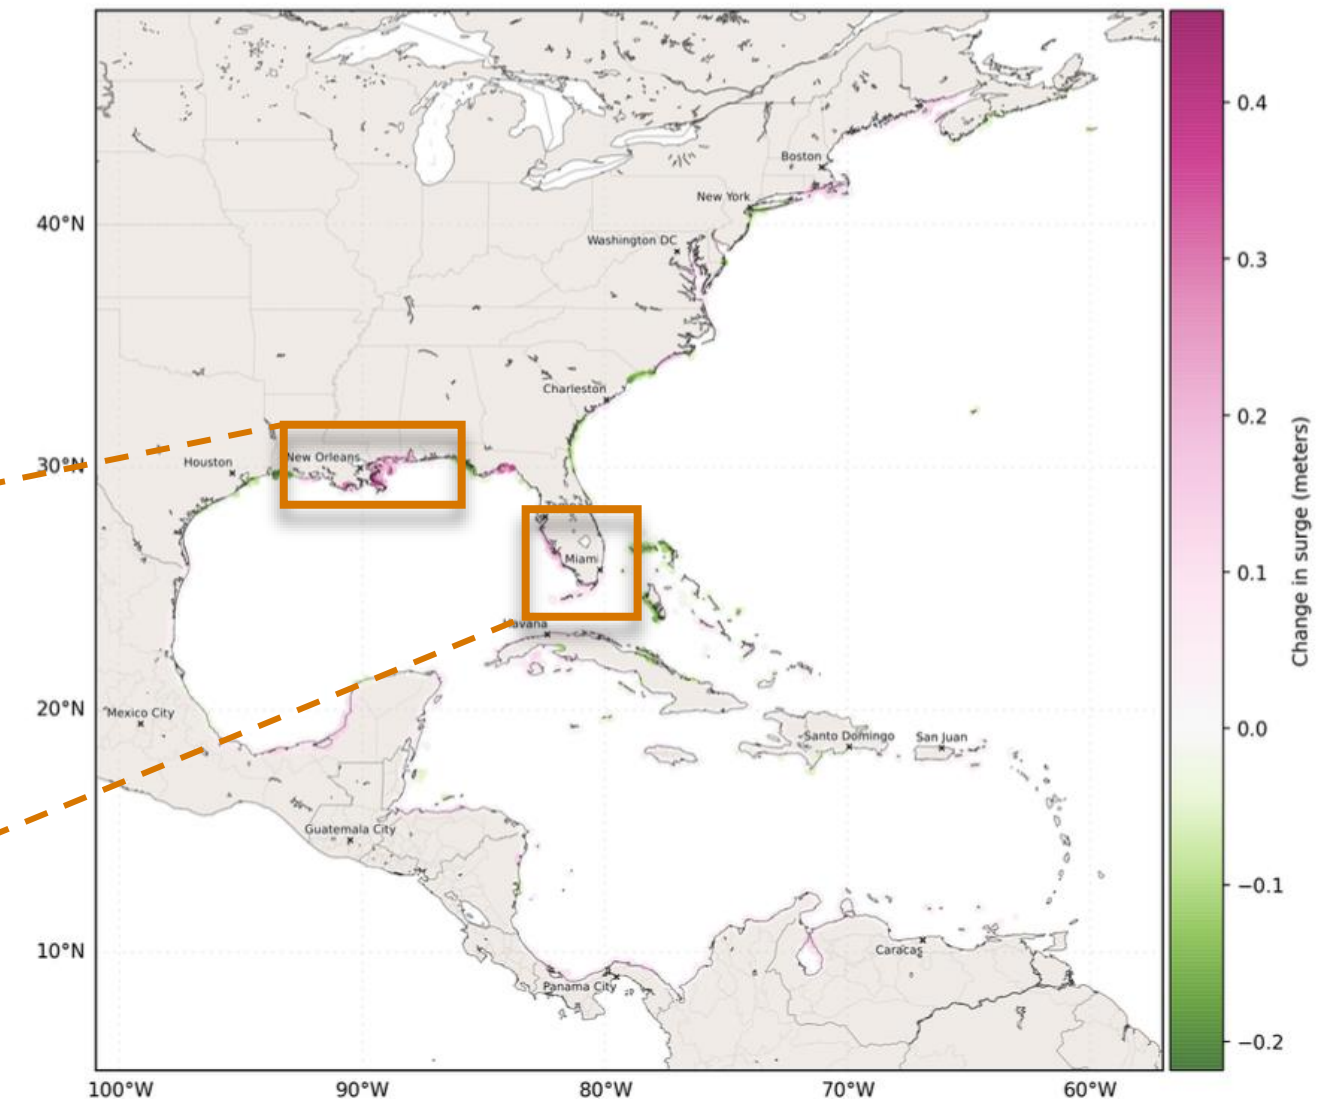 0.4
Boston
New York
40°N
Washington DC
0.3
Charleston
0.2
New Orleans
30°N
Houston
Change in surge (meters)
Miami
0.1
20°N
Mexico City
Santo Domingo
San Juan
0.0
Guatemala City
−0.1
10°N
Caracas
Panama City
−0.2
100°W
90°W
80°W
70°W
60°W